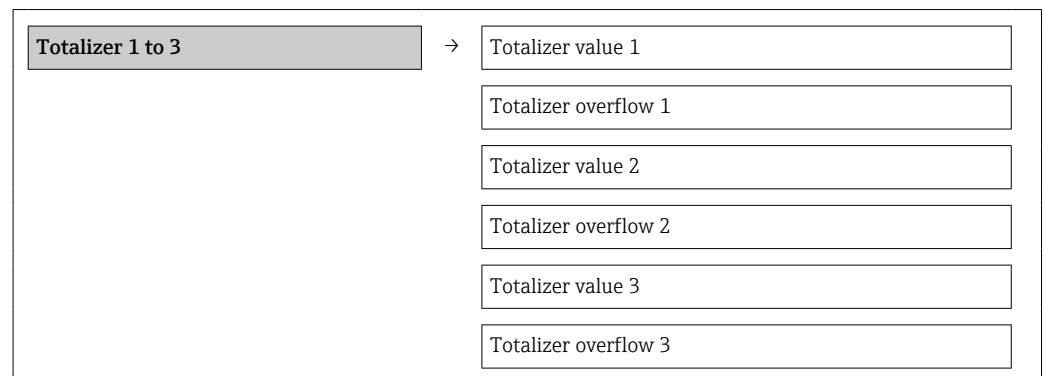 Totalizer 1 to 3 → Totalizer value 1
Totalizer overflow 1
Totalizer value 2
Totalizer overflow 2
Totalizer value 3
Totalizer overflow 3